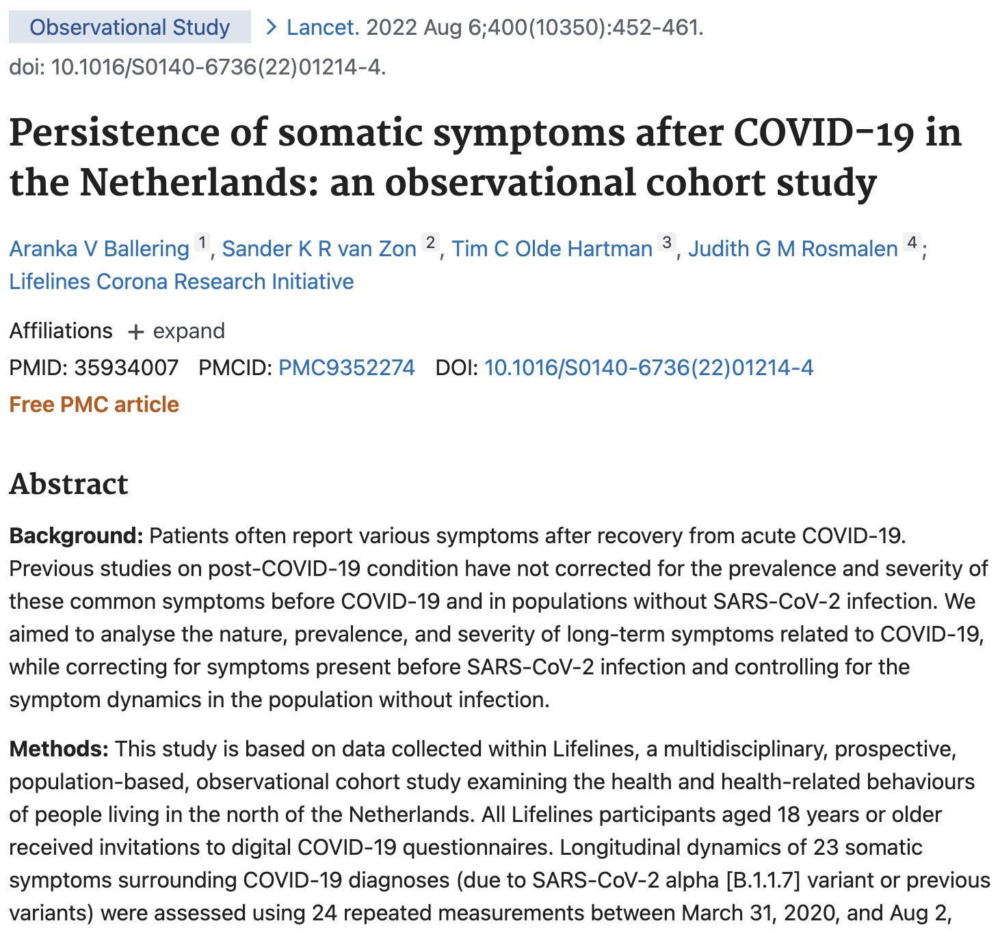 Observational Study > Lancet. 2022 Aug 6;400(10350):452-461.
doi: 10.1016/S0140-6736(22)01214-4.
Persistence of somatic symptoms after COVID-19 in
the Netherlands: an observational cohort study
Aranka V Ballering 1, Sander K R van Zon 2, Tim C Olde Hartman 3, Judith G M Rosmalen 4;
Lifelines Corona Research Initiative
Affiliations + expand
PMID: 35934007 PMCID: PMC9352274 DOI: 10.1016/S0140-6736(22)01214-4
Free PMC article
Abstract
Background: Patients often report various symptoms after recovery from acute COVID-19.
Previous studies on post-COVID-19 condition have not corrected for the prevalence and severity of
these common symptoms before COVID-19 and in populations without SARS-CoV-2 infection. We
aimed to analyse the nature, prevalence, and severity of long-term symptoms related to COVID-19,
while correcting for symptoms present before SARS-CoV-2 infection and controlling for the
symptom dynamics in the population without infection.
Methods: This study is based on data collected within Lifelines, a multidisciplinary, prospective,
population-based, observational cohort study examining the health and health-related behaviours
of people living in the north of the Netherlands. All Lifelines participants aged 18 years or older
received invitations to digital COVID-19 questionnaires. Longitudinal dynamics of 23 somatic
symptoms surrounding COVID-19 diagnoses (due to SARS-CoV-2 alpha [B.1.1.7] variant or previous
variants) were assessed using 24 repeated measurements between March 31, 2020, and Aug 2,